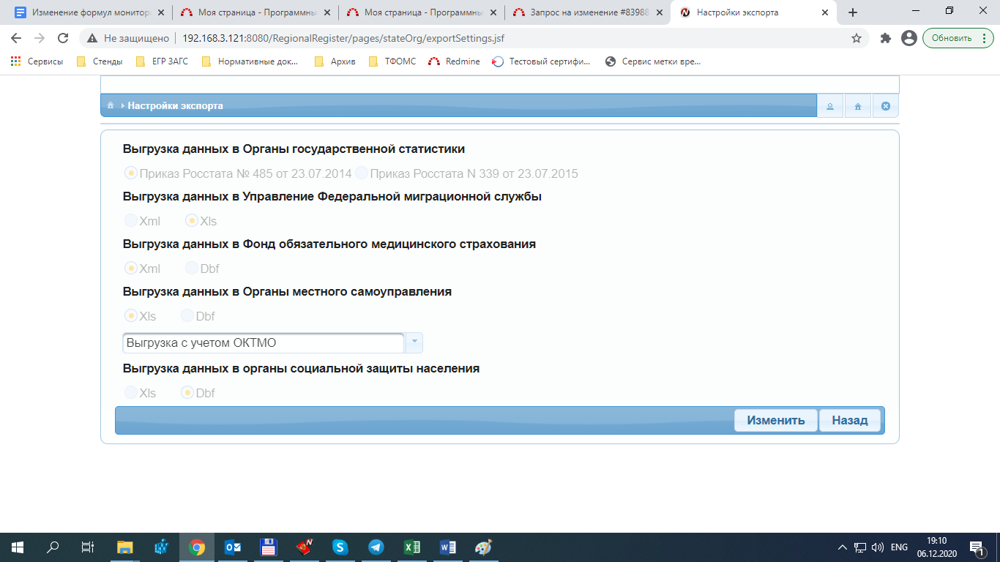 Изменение формул монитори
Моя страница - Программны
Моя страница - Программны
Запрос на изменение #83988
Настройки экспорта
Не защищено
192.168.3.121:8080/RegionalRegister/pages/stateOrg/exportSettings.jsf
Обновить
Сервисы
Стенды
ЕГР ЗАГС
Нормативные док...
Архив
ТФОМС
Redmine
Тестовый сертифи...
Сервис метки вре...
Настройки экспорта
Выгрузка данных в Органы государственной статистики
Приказ Росстата № 485 от 23.07.2014 Приказ Росстата N 339 от 23.07.2015
Выгрузка данных в Управление Федеральной миграционной службы
Xml Xls
Выгрузка данных в Фонд обязательного медицинского страхования
Xml Dbf
Выгрузка данных в Органы местного самоуправления
Xls Dbf
Выгрузка с учетом ОКТМО
Выгрузка данных в органы социальной защиты населения
Xls Dbf
Изменить Назад
ENG
19:10
06.12.2020
1